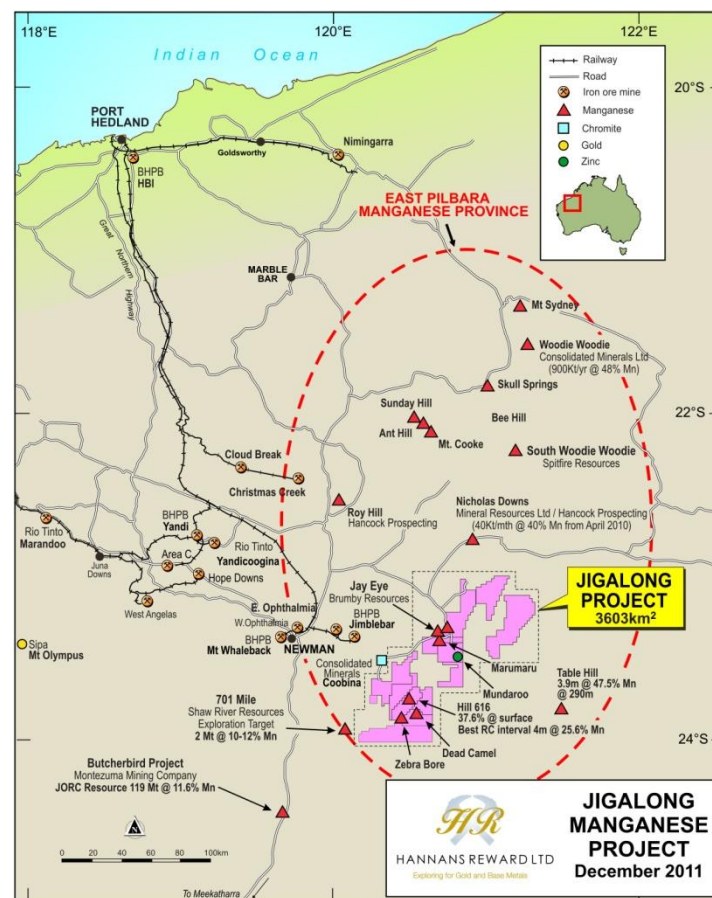 118°E
120°E
122°E
Indian Ocean
20°S
Railway
Road
Iron ore mine
Manganese
Chromite
Gold
Zinc
PORT
HEDLAND
Goldsworthy
Nimingarra
BHPB
HBI
EAST PILBARA
MANGANESE PROVINCE
Great Northern Highway
MARBLE
BAR
Mt Sydney
Woodie Woodie
Consolidated Minerals Ltd
(900Kt/yr @ 48% Mn)
Skull Springs
22°S
Sunday Hill
Bee Hill
Ant Hill
Mt. Cooke
South Woodie Woodie
Spitfire Resources
Cloud Break
Christmas Creek
Roy Hill
Hancock Prospecting
Nicholas Downs
Mineral Resources Ltd / Hancock Prospecting
(40Kt/mth @ 40% Mn from April 2010)
Rio Tinto
Marandoo
BHPB
Yandi
Rio Tinto
Yandicoogina
Juna
Downs
Area C.
Hope Downs
West Angelas
Jay Eye
Brumby Resources
JIGALONG
PROJECT
3603km²
E. Ophthalmia
W.Ophthalmia
BHPB
Jimblebar
BHPB
Mt Whaleback
NEWMAN
Sipa
Mt Olympus
Marumaru
Consolidated
Minerals
Coobina
Mundaroo
Table Hill
3.9m @ 47.5% Mn
@ 290m
701 Mile
Shaw River Resources
Exploration Target
2 Mt @ 10-12% Mn
Hill 616
37.6% @ surface
Best RC interval 4m @ 25.6% Mn
Dead Camel
Zebra Bore
24°S
Butcherbird Project
Montezuma Mining Company
JORC Resource 119 Mt @ 11.6% Mn
N
0 20 40 60 80 100km
To Meekatharra
HR
HANNANS REWARD LTD
Exploring for Gold and Base Metals
JIGALONG
MANGANESE
PROJECT
December 2011